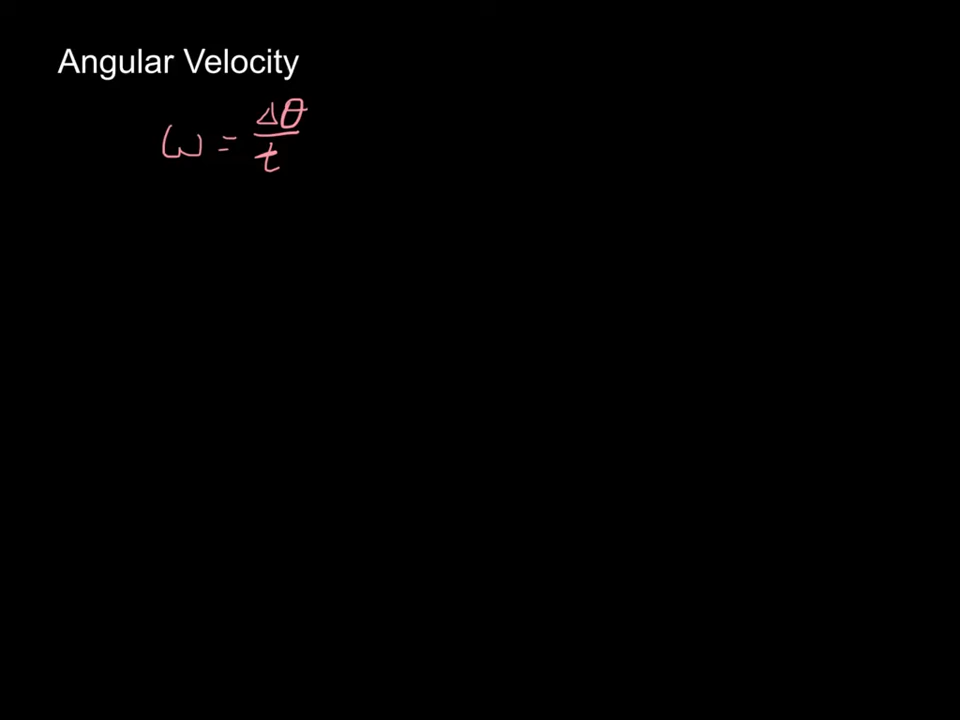 Angular Velocity
ω = Δθ/t